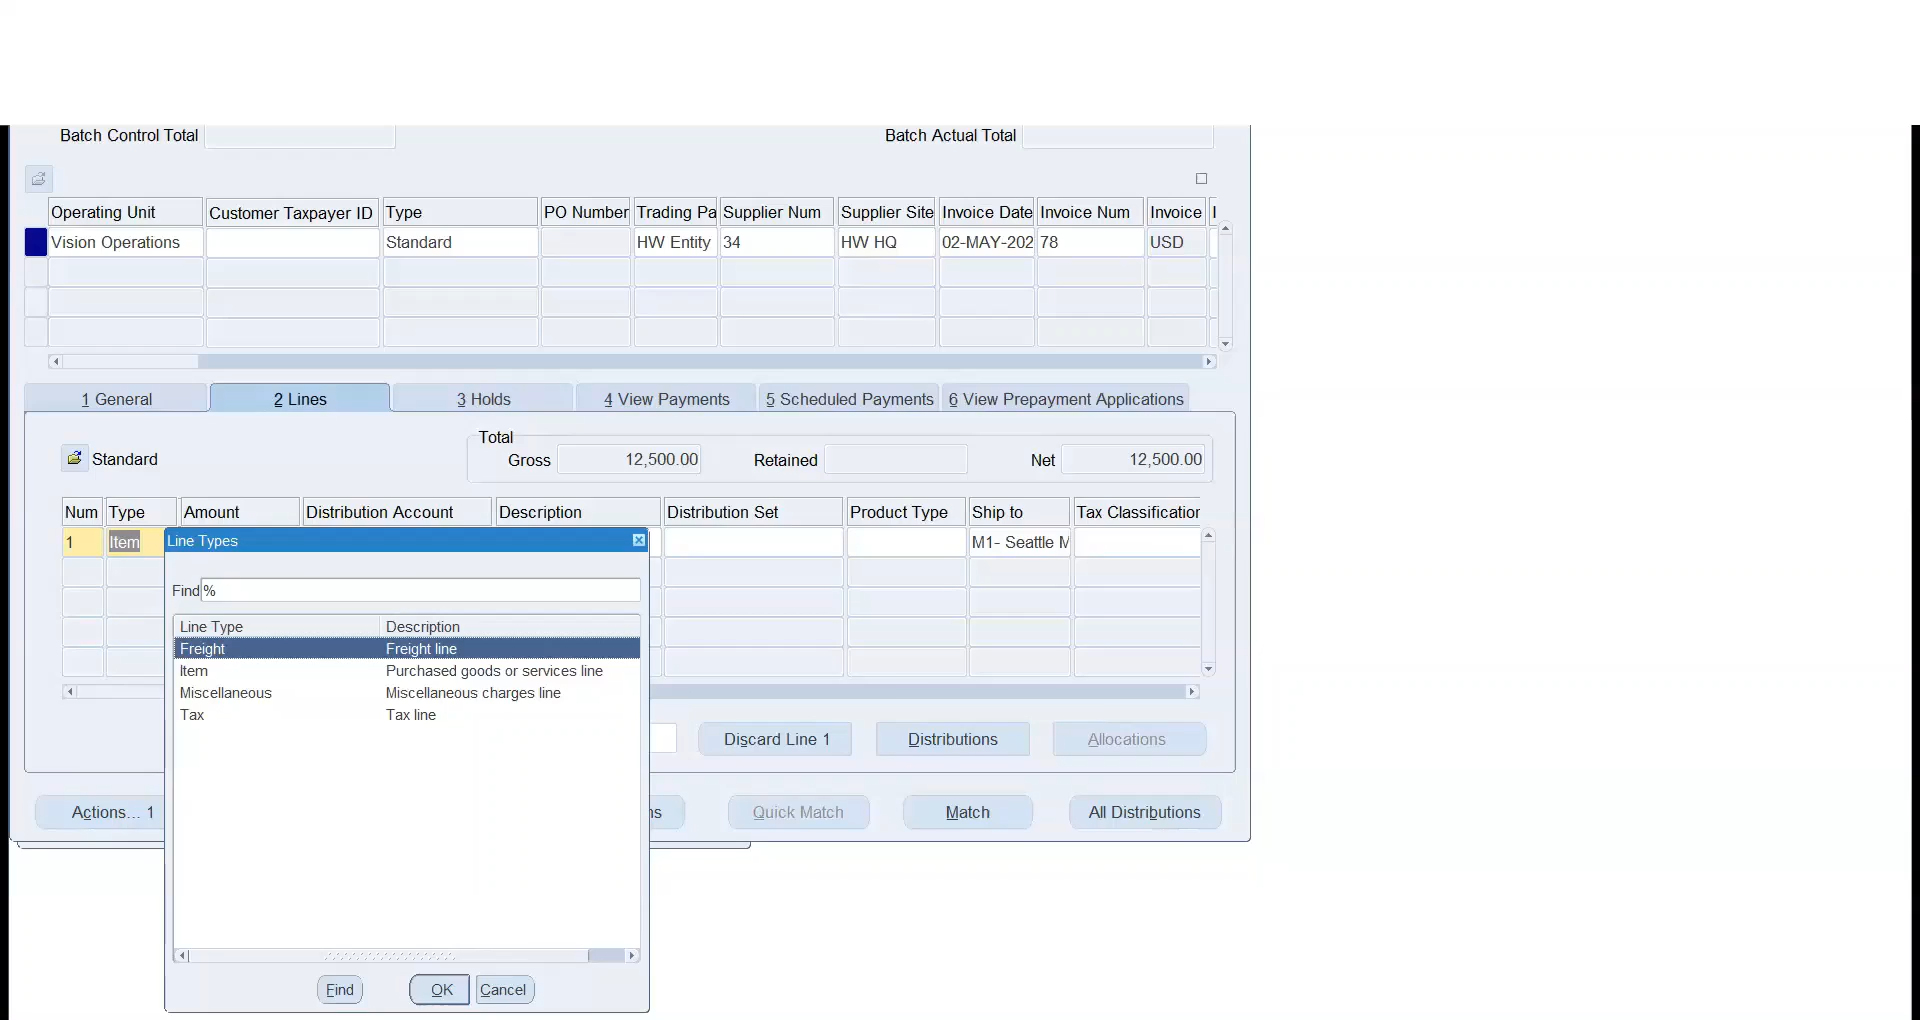 Batch Control Total Batch Actual Total
Operating Unit Customer Taxpayer ID Type PO Number Trading Pa Supplier Num Supplier Site Invoice Date Invoice Num Invoice I
Vision Operations Standard HW Entity 34 HW HQ 02-MAY-202 78 USD
1 General 2 Lines 3 Holds 4 View Payments 5 Scheduled Payments 6 View Prepayment Applications
Total
Standard Gross 12,500.00 Retained Net 12,500.00
Num Type Amount Distribution Account Description Distribution Set Product Type Ship to Tax Classification
1 Item M1- Seattle M
Line Types
Find %
Line Type Description
Freight Freight line
Item Purchased goods or services line
Miscellaneous Miscellaneous charges line
Tax Tax line
Discard Line 1 Distributions Allocations
Actions... 1 ns Quick Match Match All Distributions
Find OK Cancel